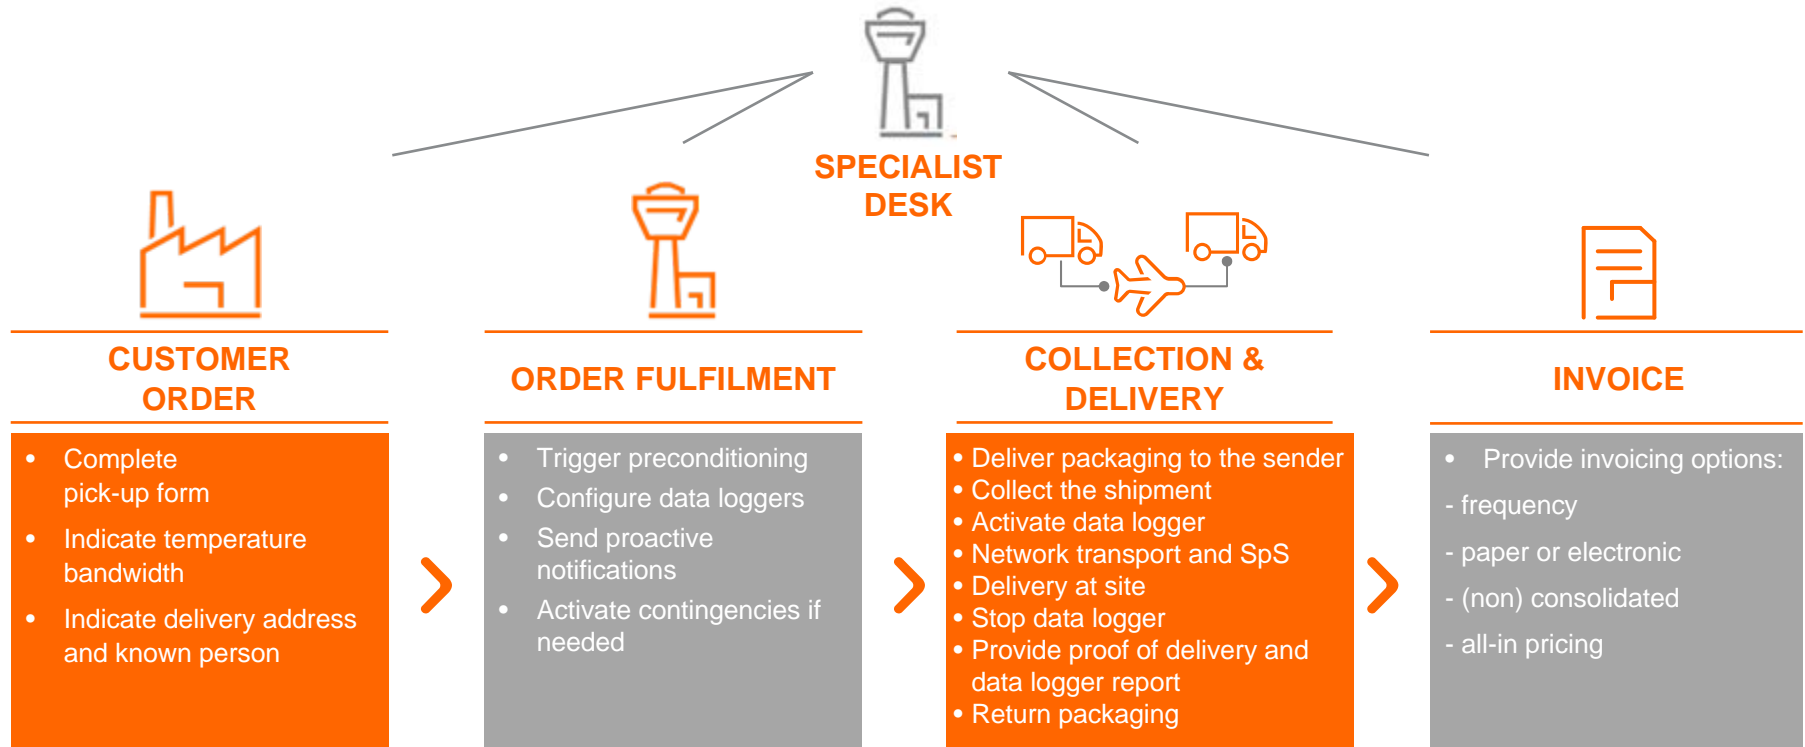 SPECIALIST
DESK
CUSTOMER
ORDER
• Complete
pick-up form
• Indicate temperature
bandwidth
• Indicate delivery address
and known person
ORDER FULFILMENT
• Trigger preconditioning
• Configure data loggers
• Send proactive
notifications
• Activate contingencies if
needed
COLLECTION &
DELIVERY
• Deliver packaging to the sender
• Collect the shipment
• Activate data logger
• Network transport and SpS
• Delivery at site
• Stop data logger
• Provide proof of delivery and
data logger report
• Return packaging
INVOICE
• Provide invoicing options:
- frequency
- paper or electronic
- (non) consolidated
- all-in pricing